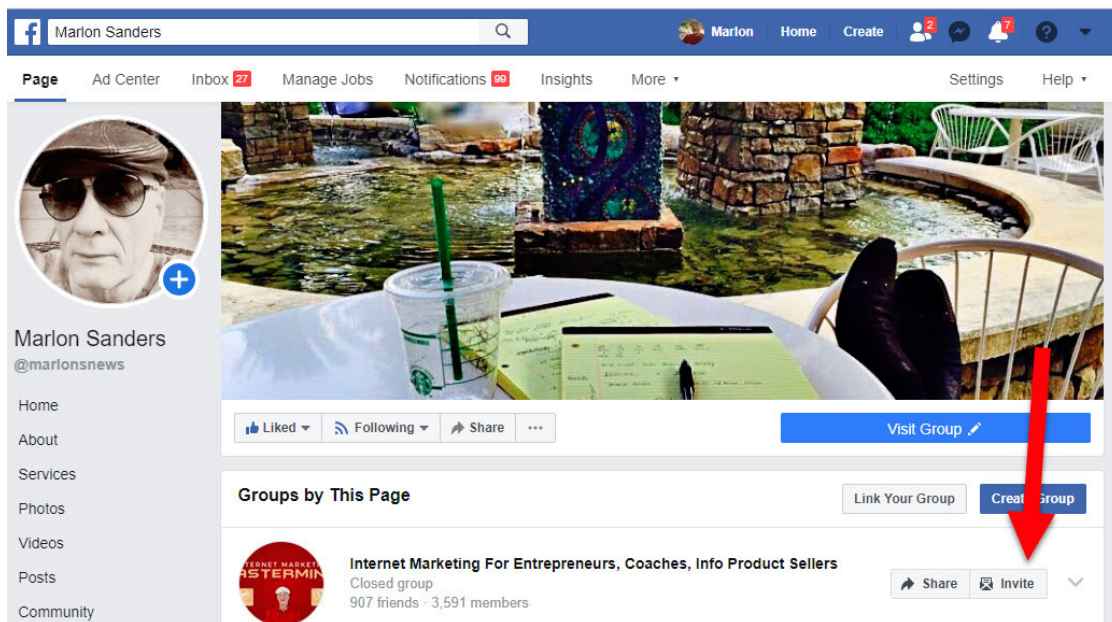 f Marlon Sanders Marlon Home Create 2 7 ?
Page Ad Center Inbox 27 Manage Jobs Notifications 99 Insights More Settings Help
Marlon Sanders
@marlonsnews
Home
About
Services
Photos
Videos
Posts
Community
Liked Following Share ... Visit Group
Groups by This Page Link Your Group Create Group
Internet Marketing For Entrepreneurs, Coaches, Info Product Sellers
Closed group
907 friends · 3,591 members
Share Invite